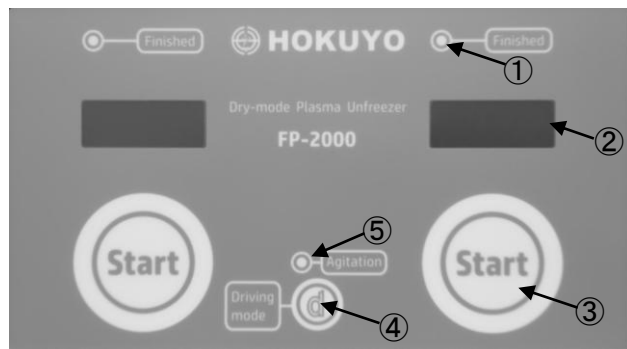 Finished
HOKUYO
Finished
①
Dry-mode Plasma Unfreezer
FP-2000
②
Start
Start
⑤
Agitation
③
Driving
mode
d
④